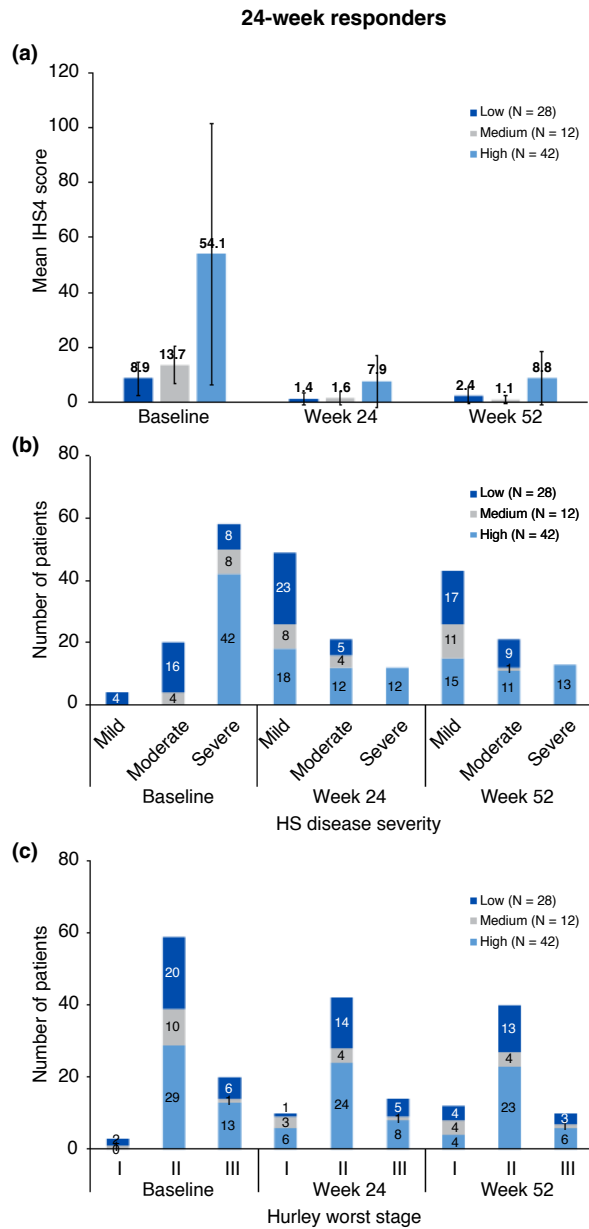 24-week responders
(a)
120
100
80
60
40
20
0
Mean IHS4 score
Low (N = 28)
Medium (N = 12)
High (N = 42)
8.9
13.7
54.1
1.4
1.6
7.9
2.4
1.1
8.8
Baseline
Week 24
Week 52
(b)
80
60
40
20
0
Number of patients
Low (N = 28)
Medium (N = 12)
High (N = 42)
4
16
4
8
8
42
23
8
18
5
4
12
12
17
11
15
9
1
11
13
Mild
Moderate
Severe
Mild
Moderate
Severe
Mild
Moderate
Severe
Baseline
Week 24
Week 52
HS disease severity
(c)
80
60
40
20
0
Number of patients
Low (N = 28)
Medium (N = 12)
High (N = 42)
2
0
20
10
29
6
1
13
1
3
6
14
4
24
5
1
8
4
4
4
13
4
23
3
1
6
I
II
III
I
II
III
I
II
III
Baseline
Week 24
Week 52
Hurley worst stage